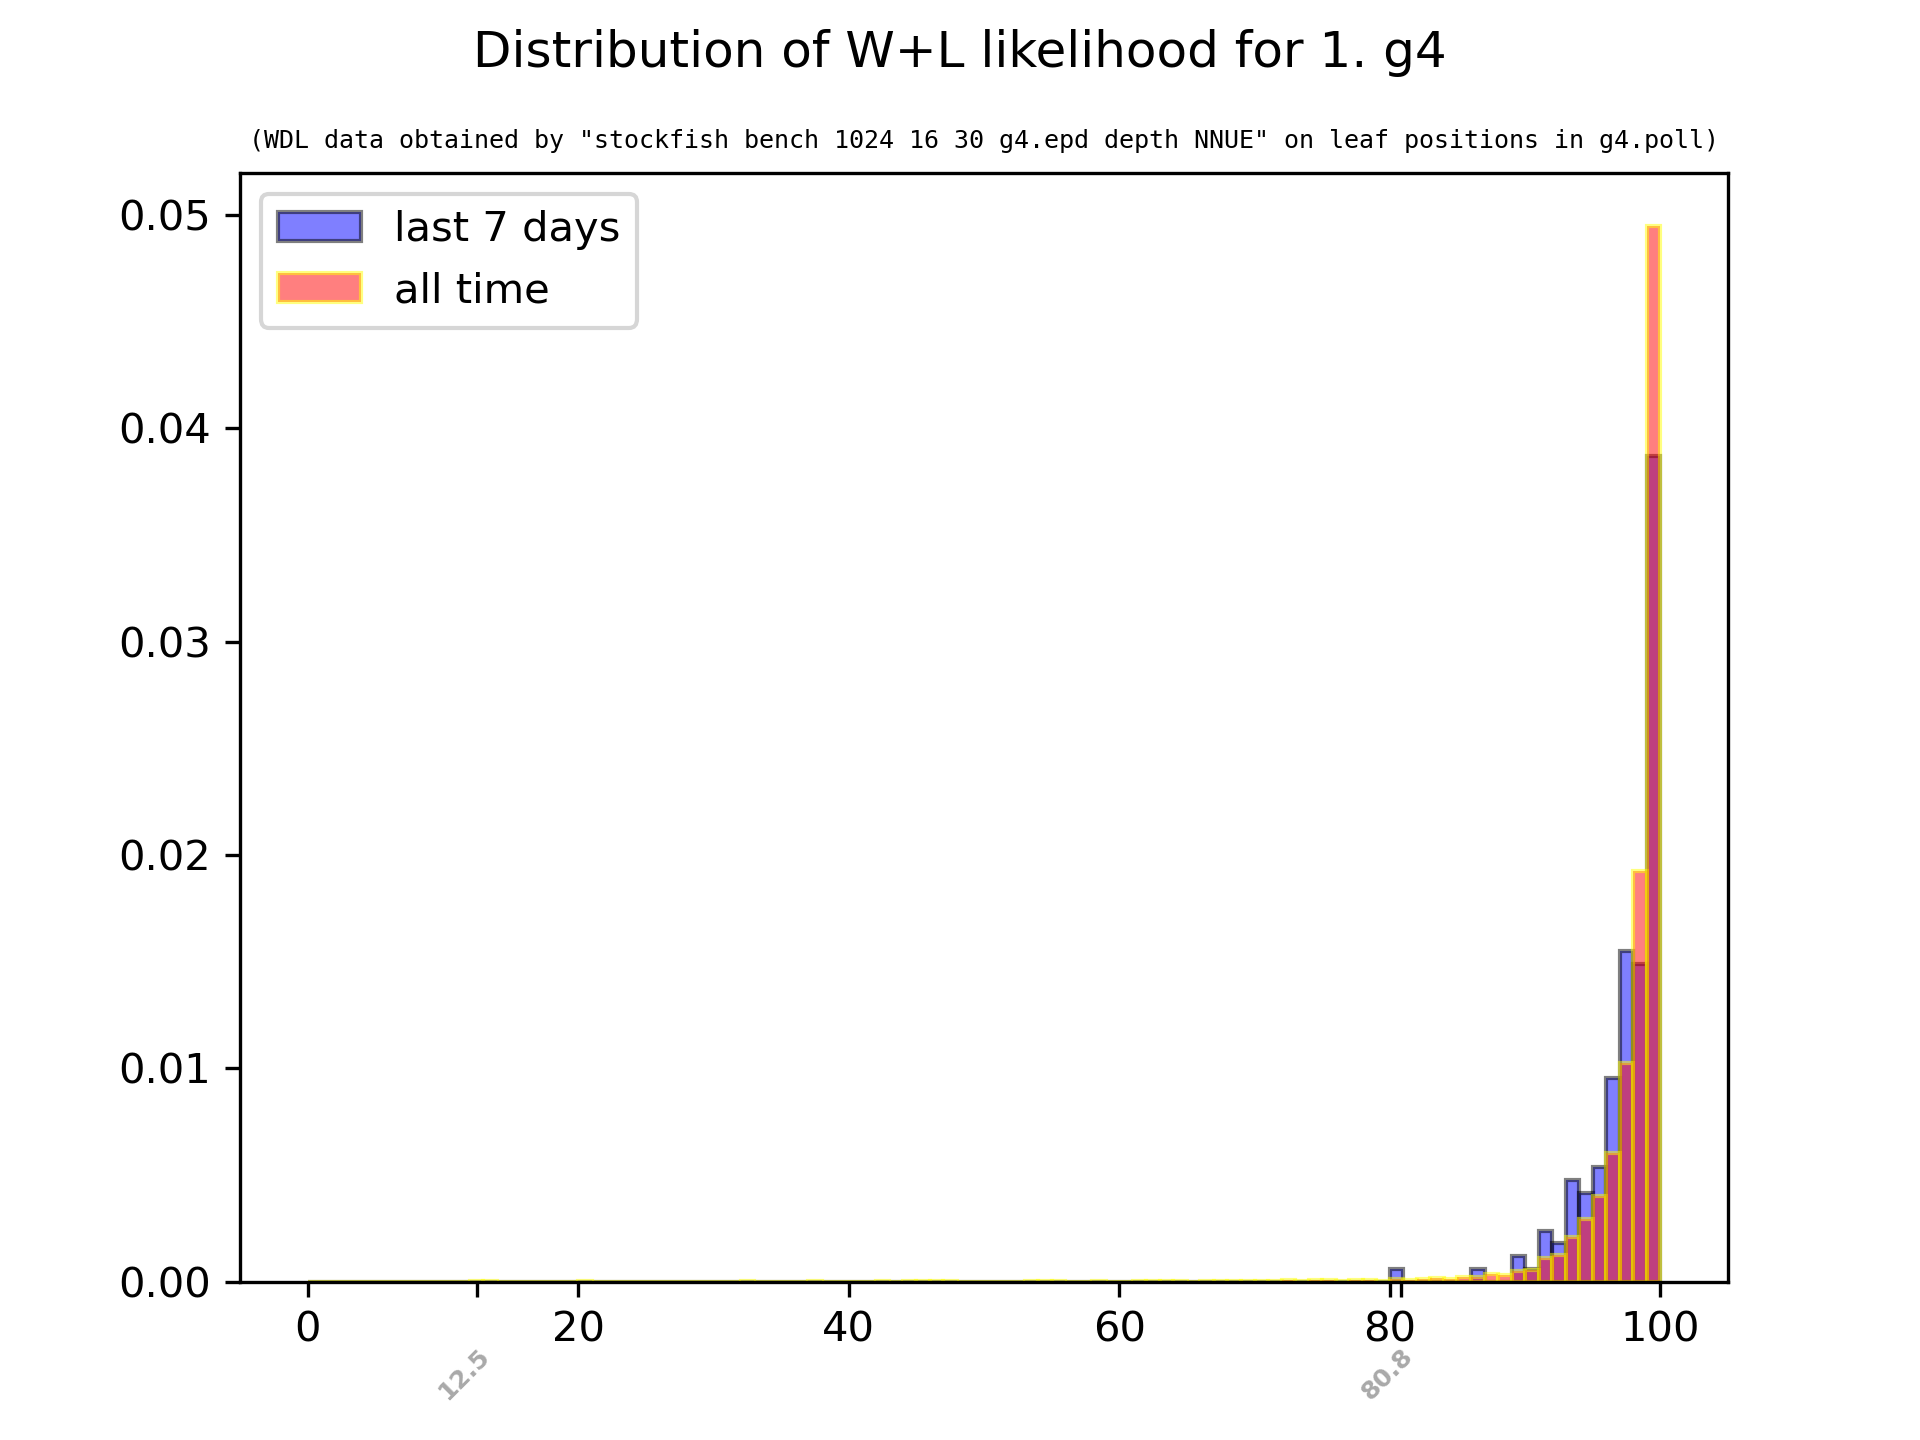 Distribution of W+L likelihood for 1. g4
(WDL data obtained by "stockfish bench 1024 16 30 g4.epd depth NNUE" on leaf positions in g4.poll)
last 7 days
all time
0.05
0.04
0.03
0.02
0.01
0.00
0 20 40 60 80 100
12.5 80.8